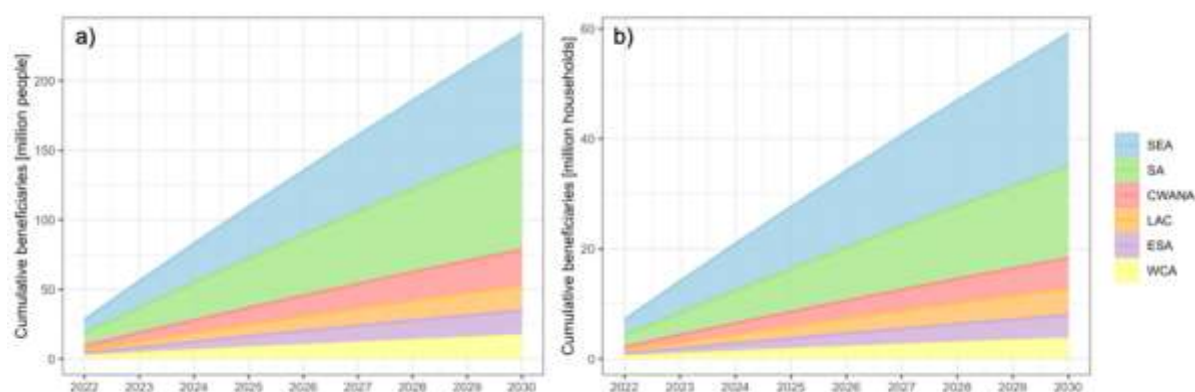 a)
Cumulative beneficiaries [million people]
200
150
100
50
0
2022 2023 2024 2025 2026 2027 2028 2029 2030
b)
Cumulative beneficiaries [million households]
60
40
20
0
2022 2023 2024 2025 2026 2027 2028 2029 2030
SEA
SA
CWANA
LAC
ESA
WCA